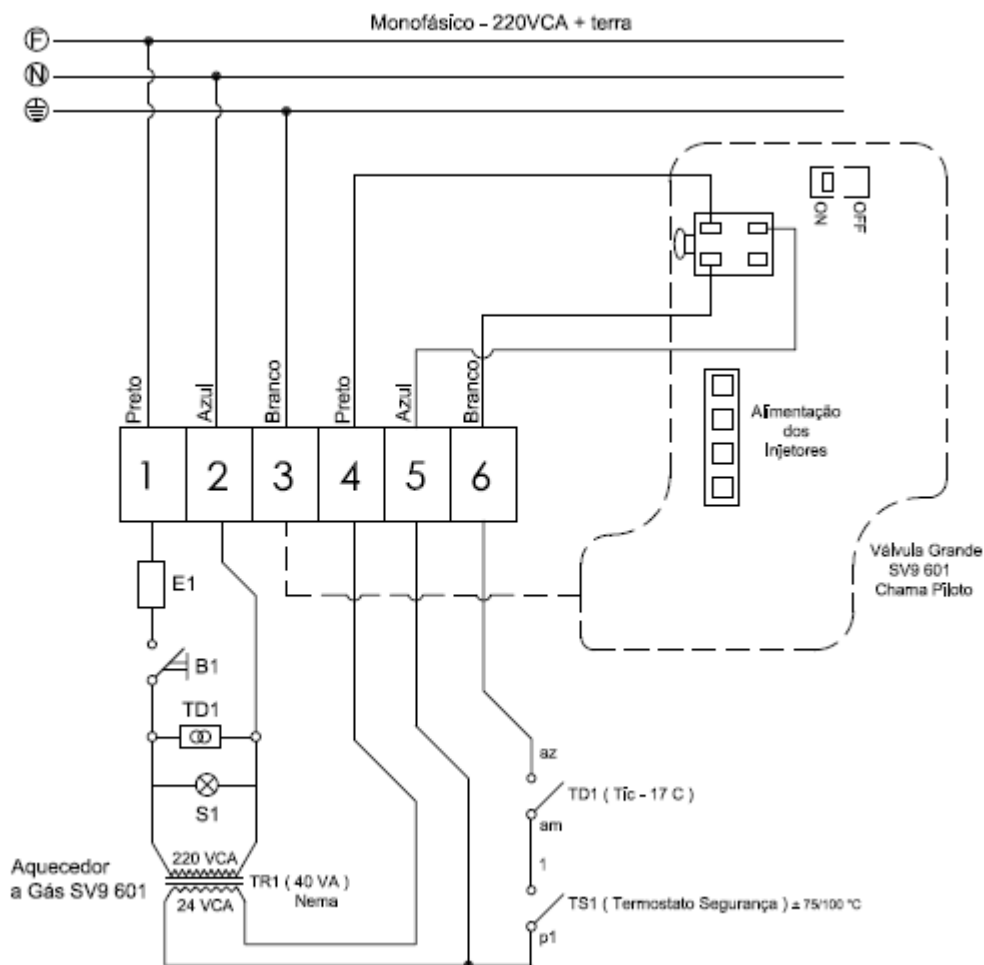 Monofásico - 220VCA + terra
F
N
ON
OFF
Preto
Azul
Branco
Preto
Azul
Branco
1
2
3
4
5
6
Alimentação
dos
Injetores
Válvula Grande
SV9 601
Chama Piloto
E1
B1
TD1
S1
220 VCA
24 VCA
TR1 ( 40 VA )
Nema
Aquecedor
a Gás SV9 601
az
TD1 ( Tic - 17 C )
am
1
TS1 ( Termostato Segurança ) ± 75/100 °C
p1